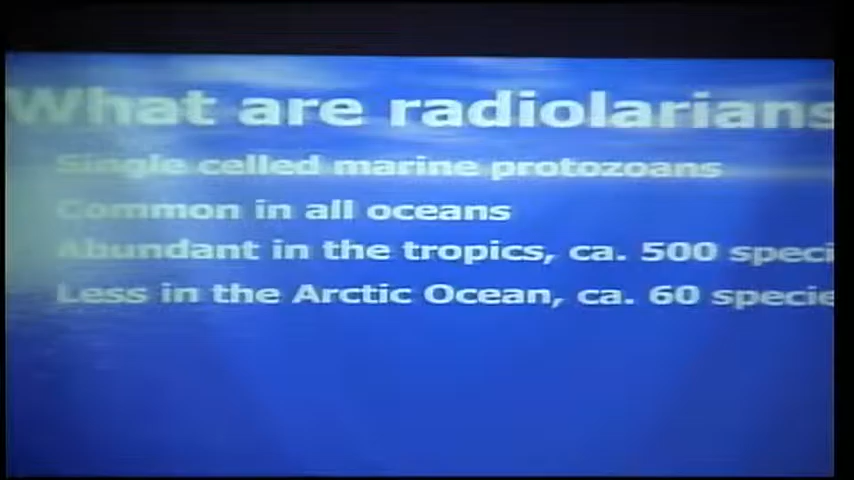 What are radiolarians
Single celled marine protozoans
Common in all oceans
Abundant in the tropics, ca. 500 speci
Less in the Arctic Ocean, ca. 60 specie